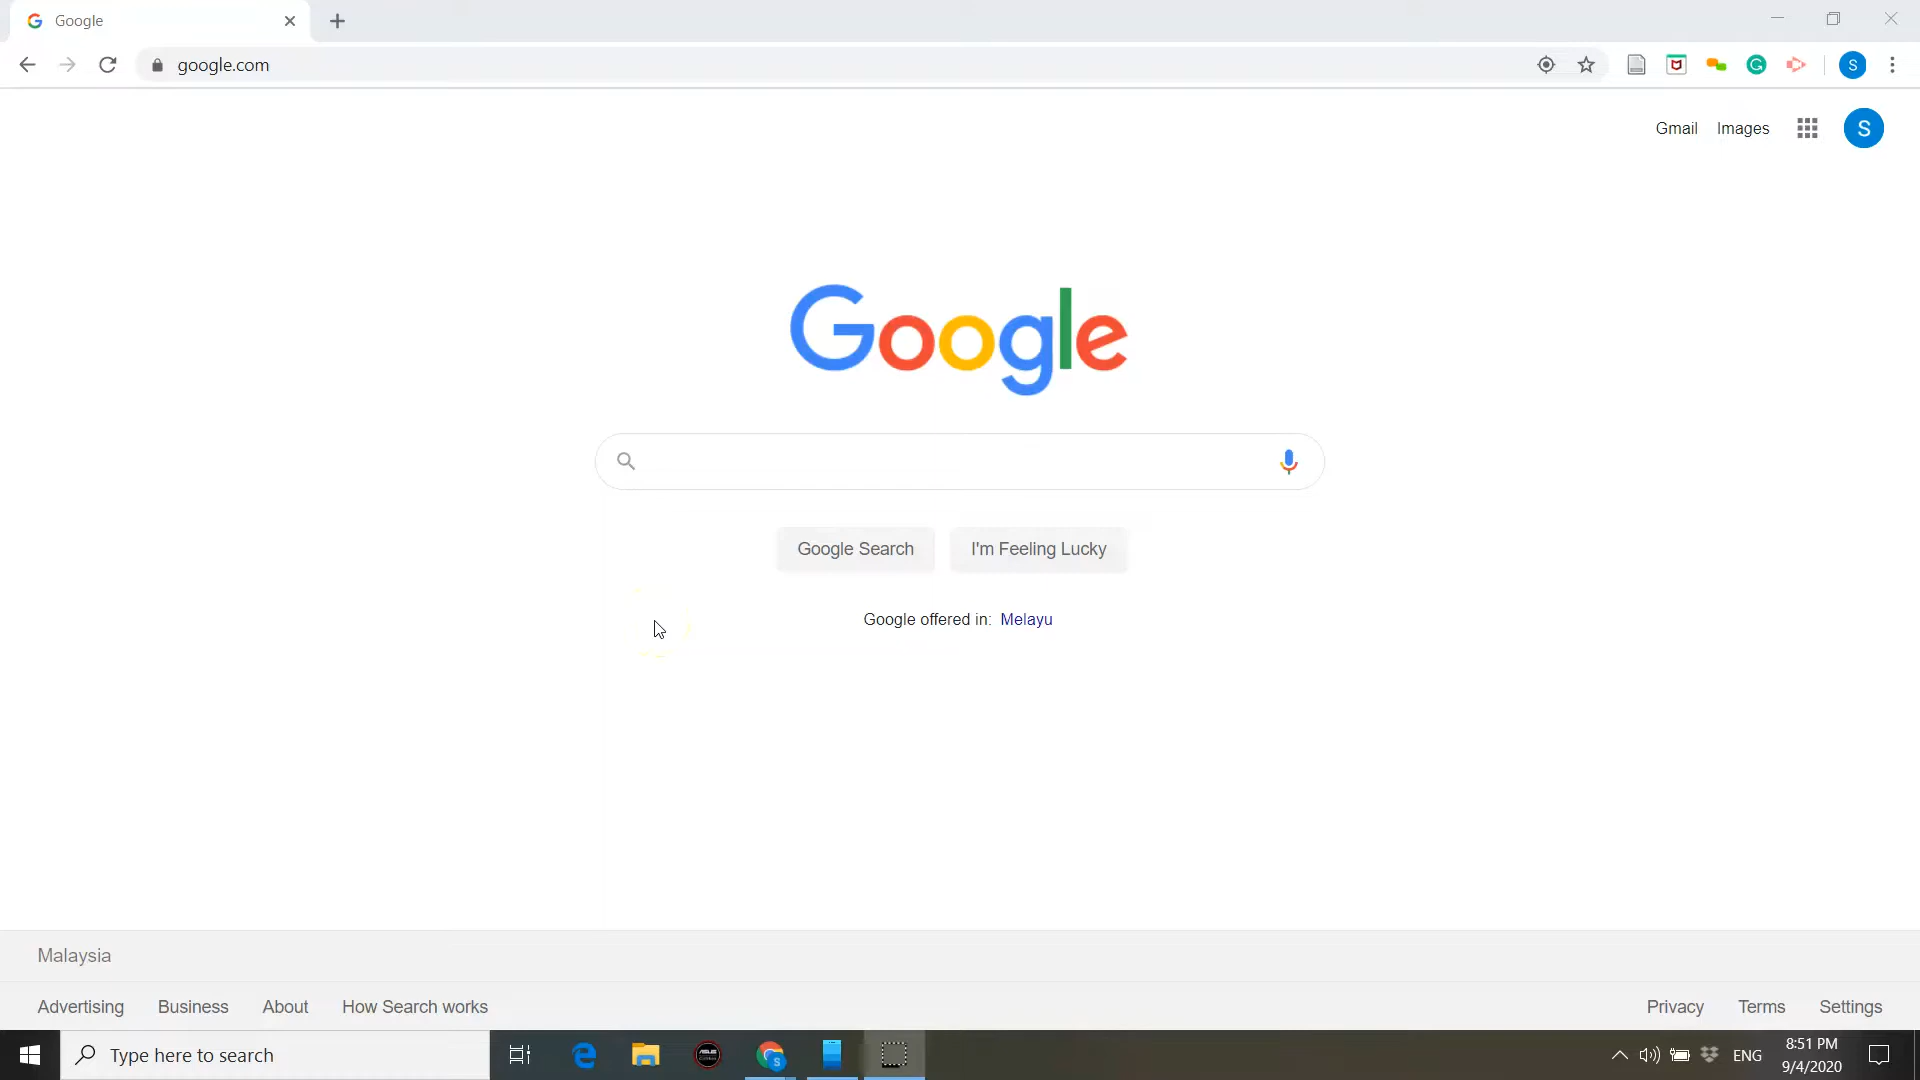 Google
google.com
S
Gmail Images S
Google
Google Search I'm Feeling Lucky
Google offered in: Melayu
Malaysia
Advertising Business About How Search works Privacy Terms Settings
Type here to search
ENG
8:51 PM
9/4/2020